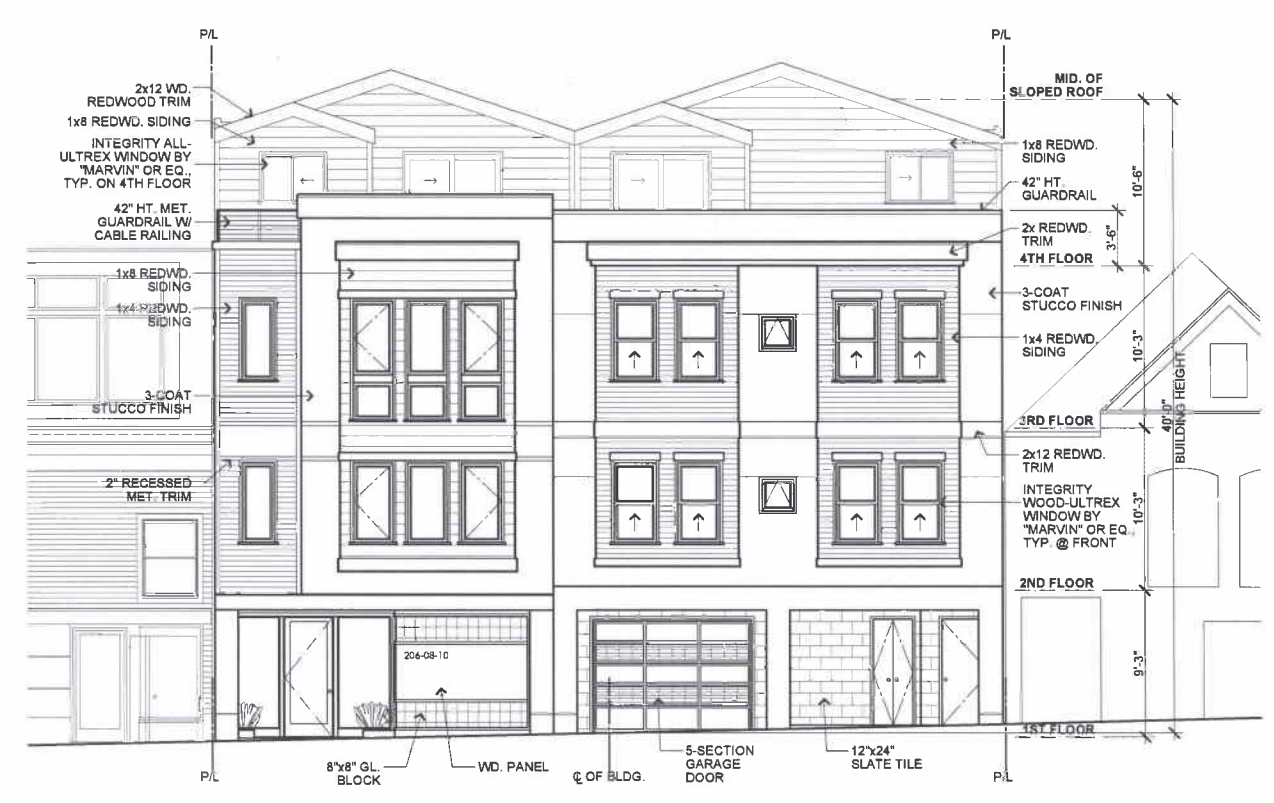 P/L
P/L
2x12 WD.
REDWOOD TRIM
1x8 REDWD. SIDING
INTEGRITY ALL-
ULTREX WINDOW BY
"MARVIN" OR EQ.,
TYP. ON 4TH FLOOR
42" HT. MET.
GUARDRAIL W/
CABLE RAILING
1x8 REDWD.
SIDING
1x4 REDWD.
SIDING
3-COAT
STUCCO FINISH
2" RECESSED
MET. TRIM
MID. OF
SLOPED ROOF
1x8 REDWD.
SIDING
42" HT.
GUARDRAIL
2x REDWD.
TRIM
4TH FLOOR
3-COAT
STUCCO FINISH
1x4 REDWD.
SIDING
3RD FLOOR
2x12 REDWD.
TRIM
INTEGRITY
WOOD-ULTREX
WINDOW BY
"MARVIN" OR EQ.
TYP. @ FRONT
2ND FLOOR
1ST FLOOR
10'-6"
3'-6"
10'-3"
10'-3"
9'-3"
40'-0"
BUILDING HEIGHT
206-08-10
P/L
8"x8" GL.
BLOCK
WD. PANEL
℄ OF BLDG.
5-SECTION
GARAGE
DOOR
12"x24"
SLATE TILE
P/L